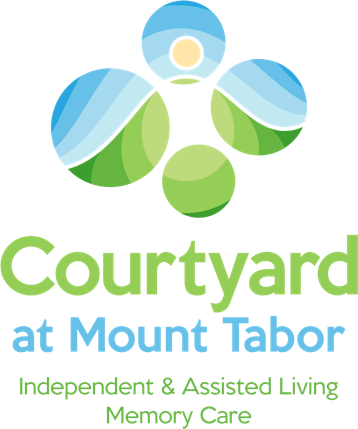 Courtyard
at Mount Tabor
Independent & Assisted Living
Memory Care